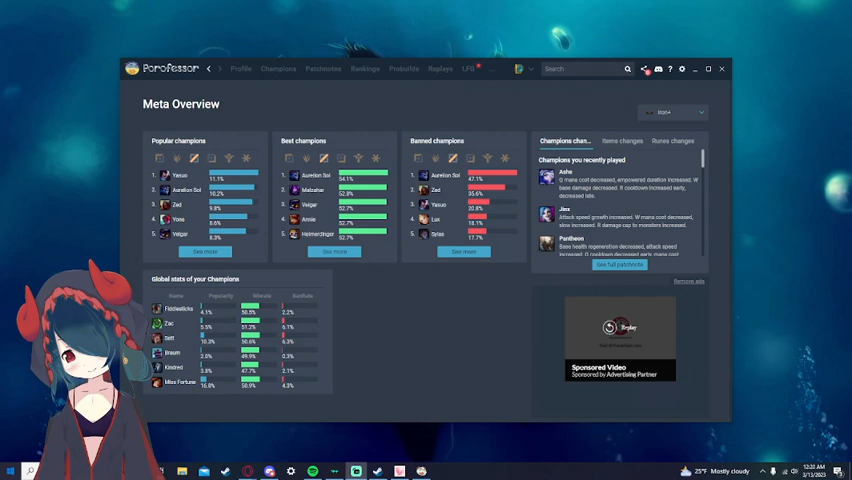 Porofessor
Profile
Champions
Patchnotes
Rankings
Probuilds
Replays
LFG
Search
Meta Overview
Iron+
Popular champions
1. Yasuo
11.1%
2. Aurelion Sol
10.2%
3. Zed
9.8%
4. Yone
8.6%
5. Veigar
8.3%
See more
Best champions
1. Aurelion Sol
54.1%
2. Malzahar
52.8%
3. Veigar
52.7%
4. Annie
52.7%
5. Heimerdinger
52.7%
See more
Banned champions
1. Aurelion Sol
47.1%
2. Zed
35.6%
3. Yasuo
20.8%
4. Lux
18.1%
5. Sylas
17.7%
See more
Champions chan...
Items changes
Runes changes
Champions you recently played
Ashe
Q mana cost decreased, empowered duration increased. W
base damage decreased. R cooldown increased early,
decreased late.
Jinx
Attack speed growth increased. W mana cost decreased,
slow increased. R damage cap to monsters increased.
Pantheon
Base health regeneration decreased, attack speed
increased. Q cooldown decreased early mana cost
See full patchnote
Global stats of your Champions
Name
Popularity
Winrate
BanRate
Fiddlesticks
4.1%
50.5%
2.2%
Zac
5.5%
51.2%
6.1%
Sett
10.3%
50.6%
6.3%
Braum
2.0%
49.9%
0.3%
Kindred
3.8%
47.7%
2.1%
Miss Fortune
16.8%
50.9%
4.3%
Remove ads
Replay
Sponsored Video
Sponsored by Advertising Partner
25°F Mostly cloudy
12:20 AM
3/13/2023